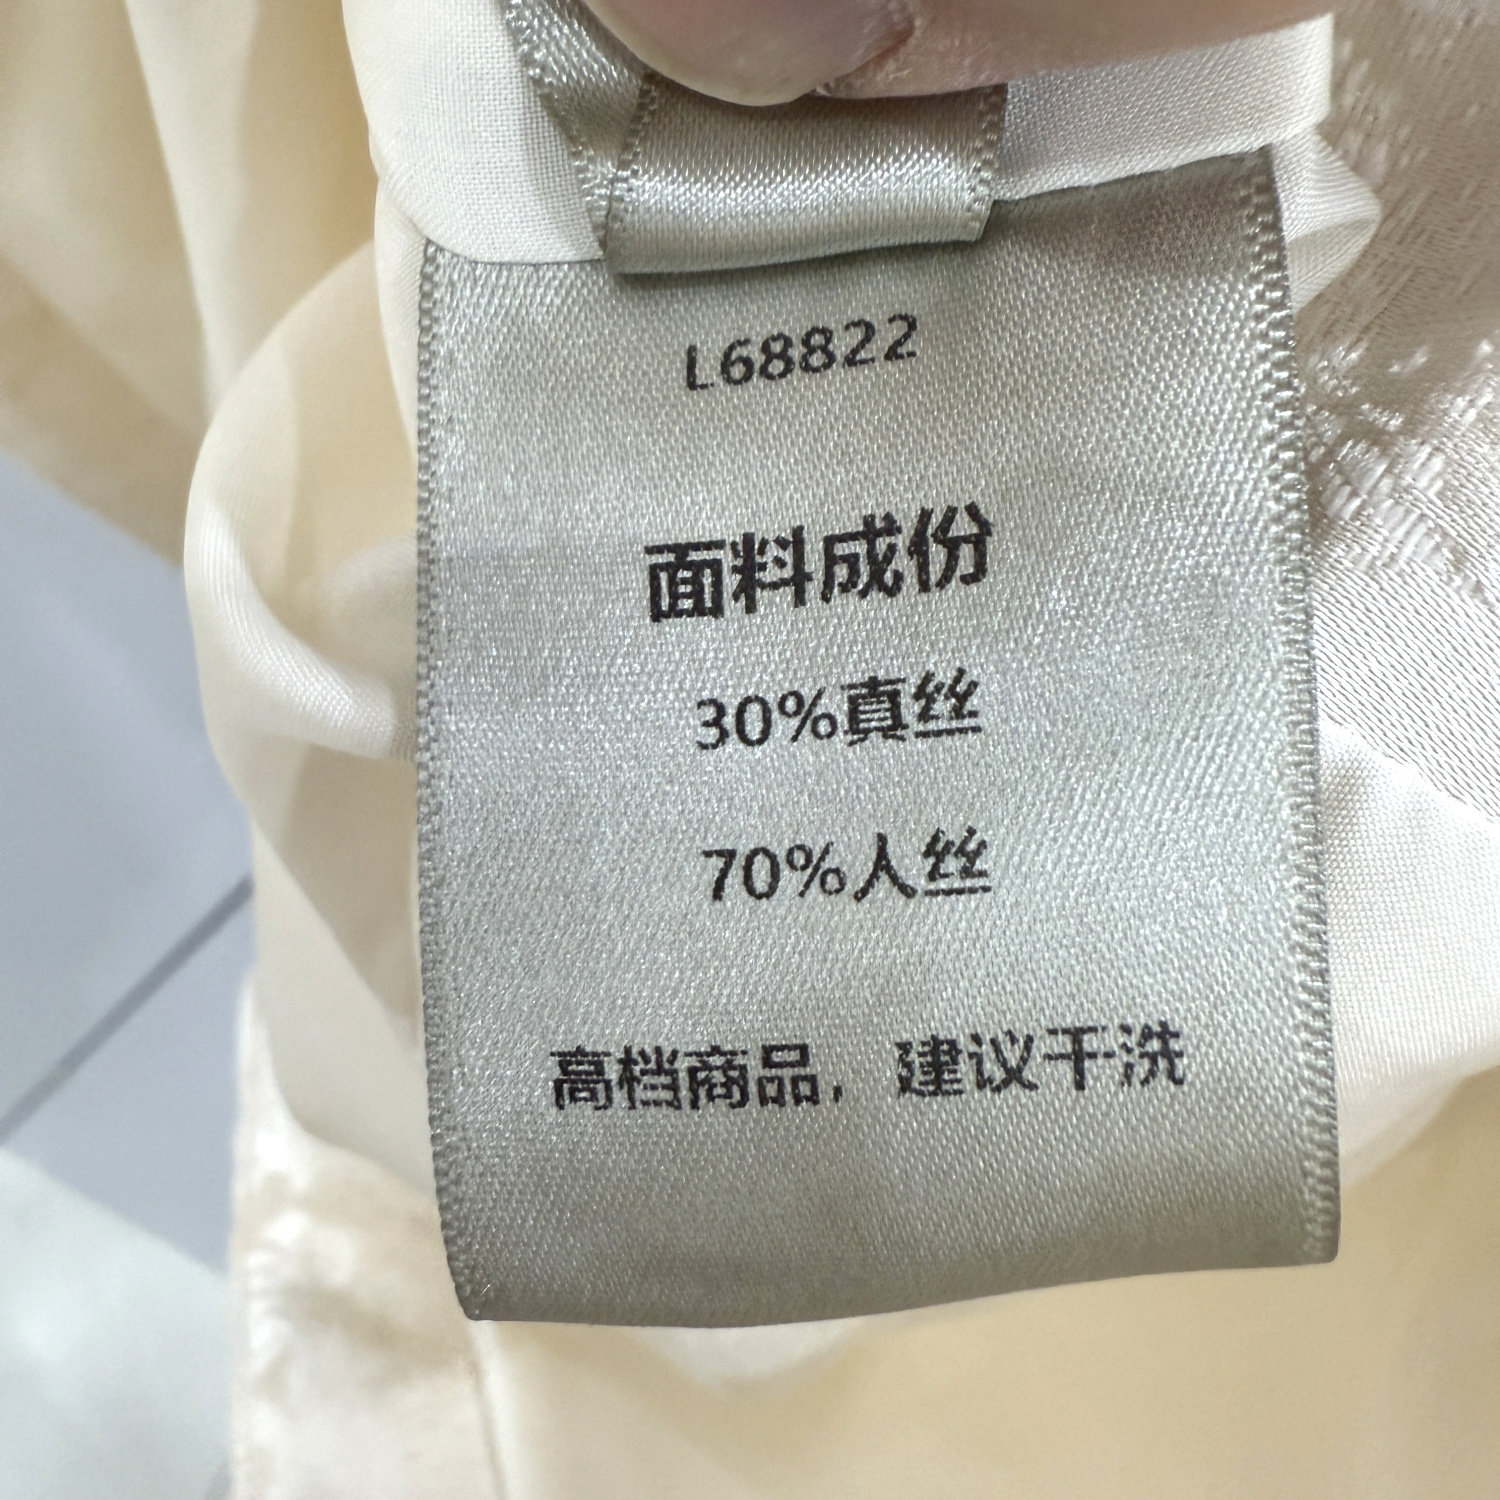 L68822
面料成份
30%真丝
70%人丝
高档商品，建议干洗